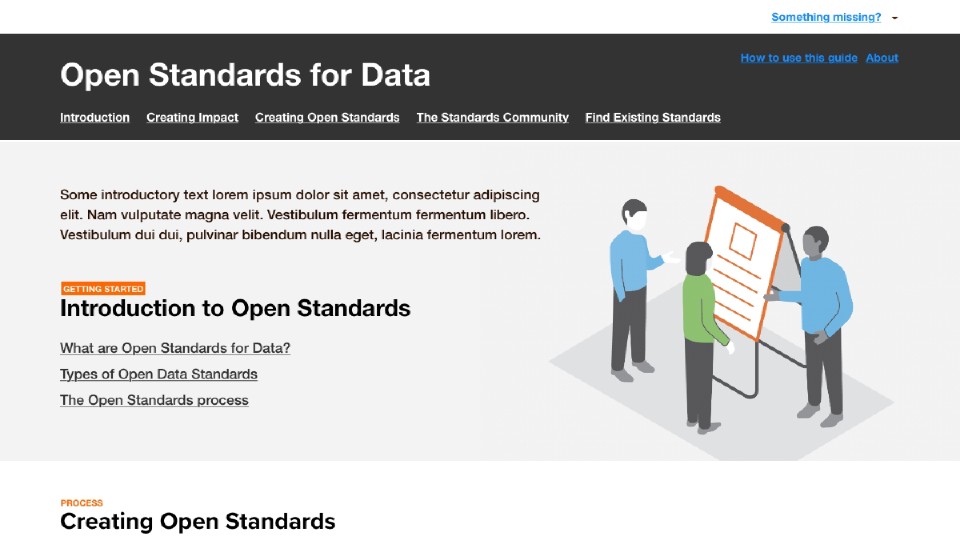 Something missing?
How to use this guide About
Open Standards for Data
Introduction Creating Impact Creating Open Standards The Standards Community Find Existing Standards
Some introductory text lorem ipsum dolor sit amet, consectetur adipiscing
elit. Nam vulputate magna velit. Vestibulum fermentum fermentum libero.
Vestibulum dui dui, pulvinar bibendum nulla eget, lacinia fermentum lorem.
GETTING STARTED
Introduction to Open Standards
What are Open Standards for Data?
Types of Open Data Standards
The Open Standards process
PROCESS
Creating Open Standards